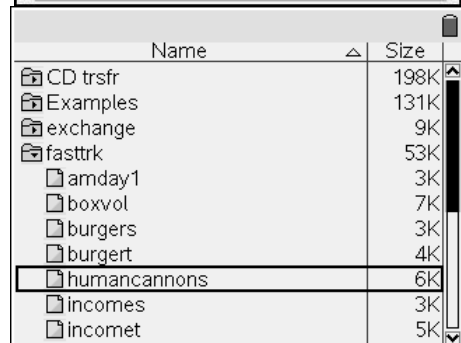 Name Size
CD trsfr 198K
Examples 131K
exchange 9K
fasttrk 53K
amday1 3K
boxvol 7K
burgers 3K
burgert 4K
humancannons 6K
incomes 3K
incomet 5K